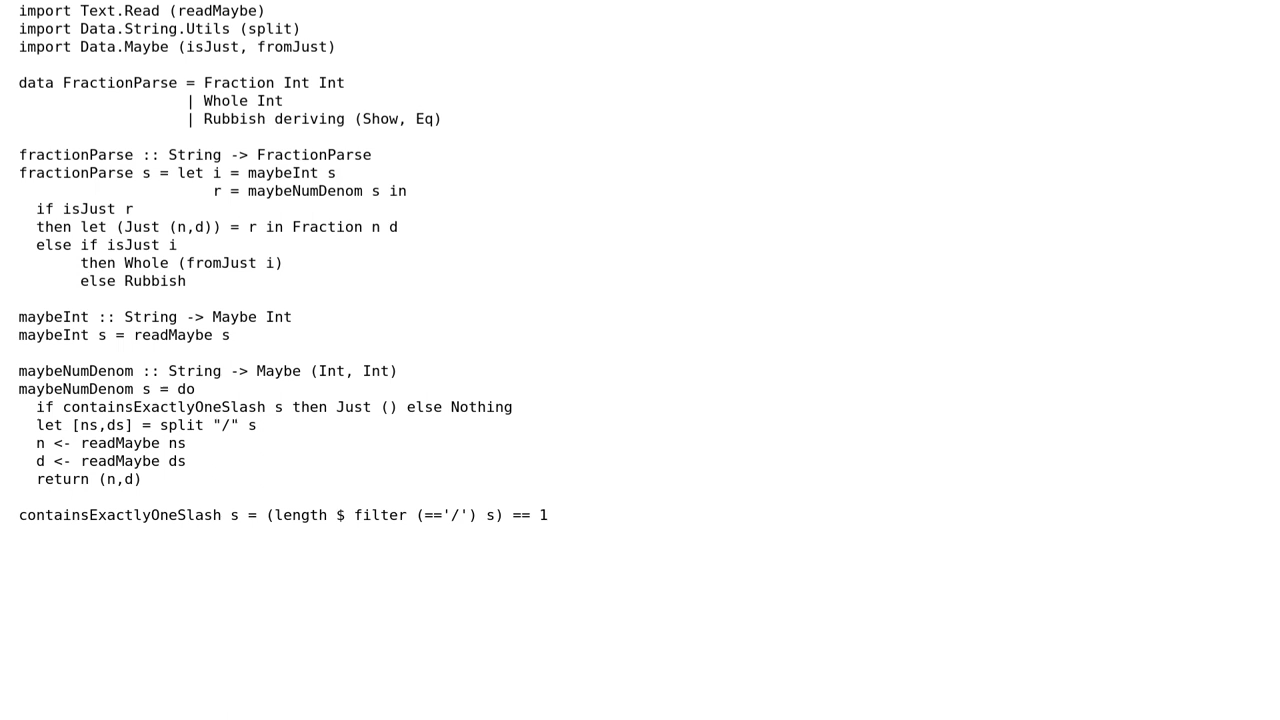 import Text.Read (readMaybe)
import Data.String.Utils (split)
import Data.Maybe (isJust, fromJust)

data FractionParse = Fraction Int Int
                   | Whole Int
                   | Rubbish deriving (Show, Eq)

fractionParse :: String -> FractionParse
fractionParse s = let i = maybeInt s
                      r = maybeNumDenom s in
  if isJust r
  then let (Just (n,d)) = r in Fraction n d
  else if isJust i
       then Whole (fromJust i)
       else Rubbish

maybeInt :: String -> Maybe Int
maybeInt s = readMaybe s

maybeNumDenom :: String -> Maybe (Int, Int)
maybeNumDenom s = do
  if containsExactlyOneSlash s then Just () else Nothing
  let [ns,ds] = split "/" s
  n <- readMaybe ns
  d <- readMaybe ds
  return (n,d)

containsExactlyOneSlash s = (length $ filter (=='/') s) == 1